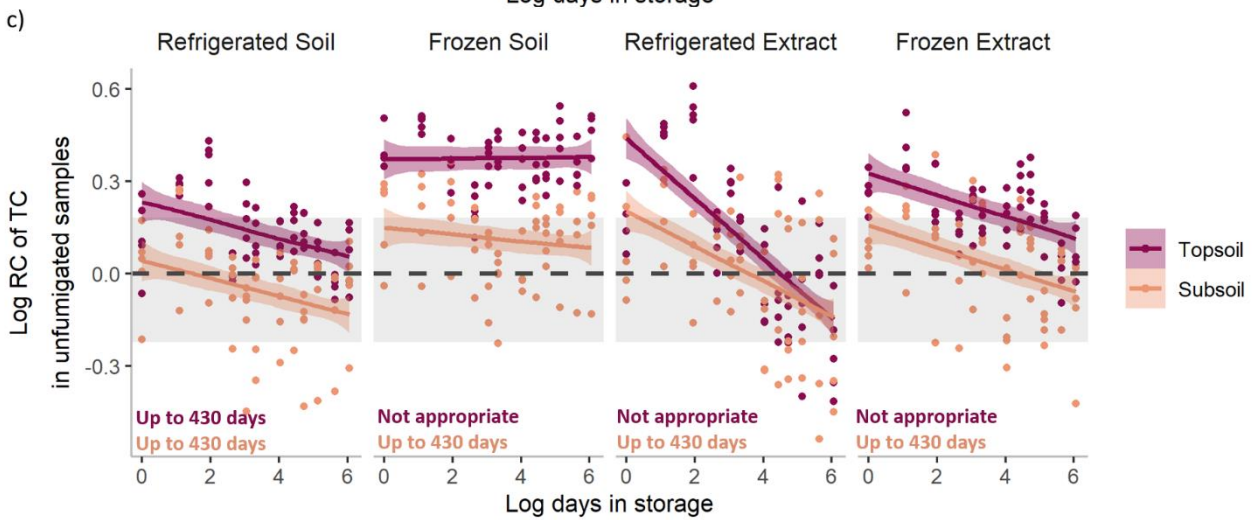 Log days in storage
c)
Refrigerated Soil Frozen Soil Refrigerated Extract Frozen Extract
Log RC of TC
in unfumigated samples
0.6
0.3
0.0
-0.3
Topsoil
Subsoil
Up to 430 days Not appropriate Not appropriate Not appropriate
Up to 430 days Up to 430 days Up to 430 days Up to 430 days
0 2 4 6 0 2 4 6 0 2 4 6 0 2 4 6
Log days in storage